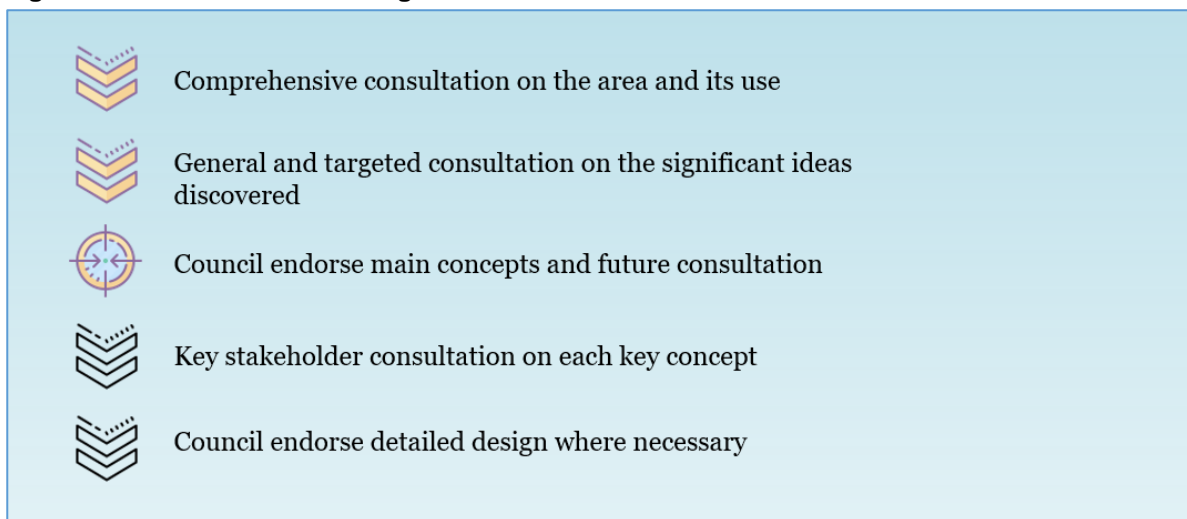 Comprehensive consultation on the area and its use
General and targeted consultation on the significant ideas
discovered
Council endorse main concepts and future consultation
Key stakeholder consultation on each key concept
Council endorse detailed design where necessary